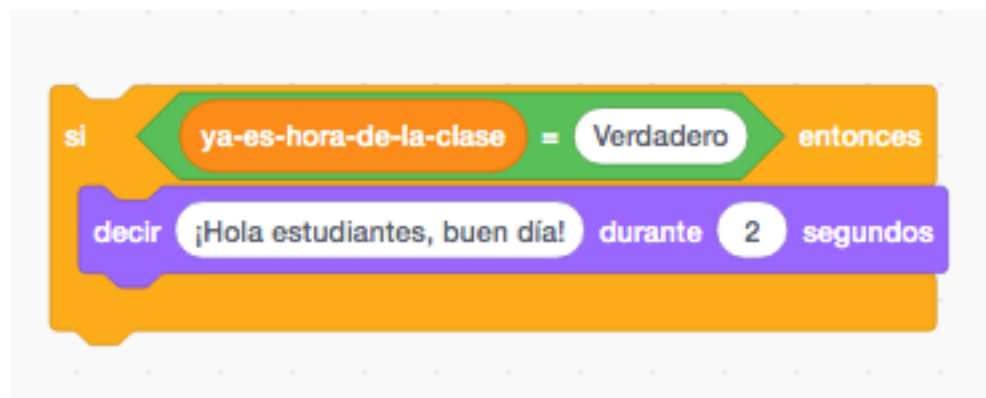 si ya-es-hora-de-la-clase = Verdadero entonces
decir ¡Hola estudiantes, buen día! durante 2 segundos